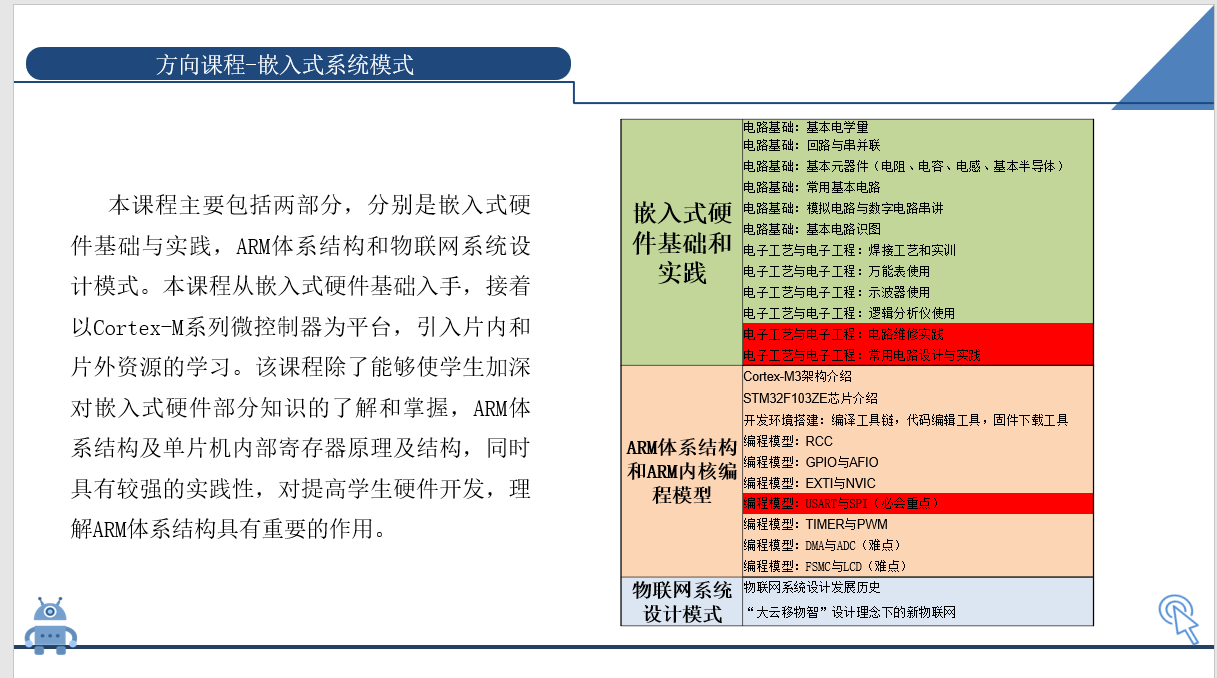 方向课程-嵌入式系统模式
本课程主要包括两部分，分别是嵌入式硬
件基础与实践，ARM体系结构和物联网系统设
计模式。本课程从嵌入式硬件基础入手，接着
以Cortex-M系列微控制器为平台，引入片内和
片外资源的学习。该课程除了能够使学生加深
对嵌入式硬件部分知识的了解和掌握，ARM体
系结构及单片机内部寄存器原理及结构，同时
具有较强的实践性，对提高学生硬件开发，理
解ARM体系结构具有重要的作用。
嵌入式硬
件基础和
实践
电路基础：基本电学量
电路基础：回路与串并联
电路基础：基本元器件（电阻、电容、电感、基本半导体）
电路基础：常用基本电路
电路基础：模拟电路与数字电路串讲
电路基础：基本电路识图
电子工艺与电子工程：焊接工艺和实训
电子工艺与电子工程：万能表使用
电子工艺与电子工程：示波器使用
电子工艺与电子工程：逻辑分析仪使用
电子工艺与电子工程：电路维修实践
电子工艺与电子工程：常用电路设计与实践
ARM体系结构
和ARM内核编
程模型
Cortex-M3架构介绍
STM32F103ZE芯片介绍
开发环境搭建：编译工具链，代码编辑工具，固件下载工具
编程模型：RCC
编程模型：GPIO与AFIO
编程模型：EXTI与NVIC
编程模型：USART与SPI（必会重点）
编程模型：TIMER与PWM
编程模型：DMA与ADC（难点）
编程模型：FSMC与LCD（难点）
物联网系统
设计模式
物联网系统设计发展历史
“大云移物智”设计理念下的新物联网